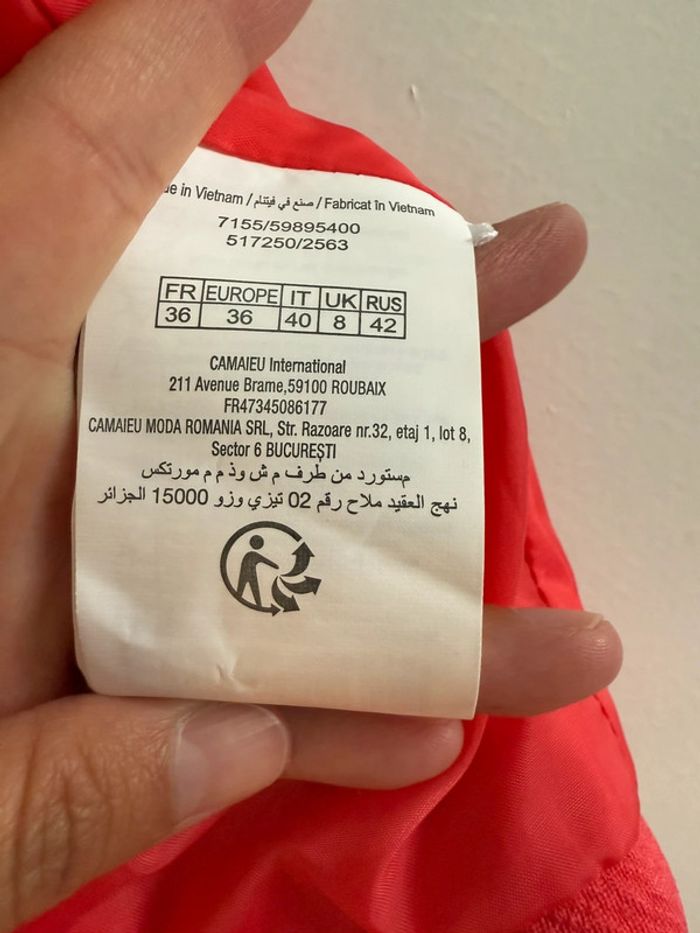 in Vietnam / صنع في فيتنام / Fabricat în Vietnam
7155/59895400
517250/2563
FR EUROPE IT UK RUS
36 36 40 8 42
CAMAIEU International
211 Avenue Brame,59100 ROUBAIX
FR47345086177
CAMAIEU MODA ROMANIA SRL, Str. Razoare nr.32, etaj 1, lot 8,
Sector 6 BUCUREŞTI
مستورد من طرف م ش وذ م م مورتكس
نهج العقيد ملاح رقم 02 تيزي وزو 15000 الجزائر